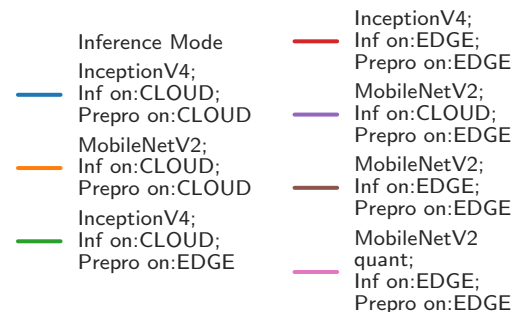 Inference Mode
InceptionV4;
Inf on:CLOUD;
Prepro on:CLOUD
MobileNetV2;
Inf on:CLOUD;
Prepro on:CLOUD
InceptionV4;
Inf on:CLOUD;
Prepro on:EDGE
InceptionV4;
Inf on:EDGE;
Prepro on:EDGE
MobileNetV2;
Inf on:CLOUD;
Prepro on:EDGE
MobileNetV2;
Inf on:EDGE;
Prepro on:EDGE
MobileNetV2
quant;
Inf on:EDGE;
Prepro on:EDGE